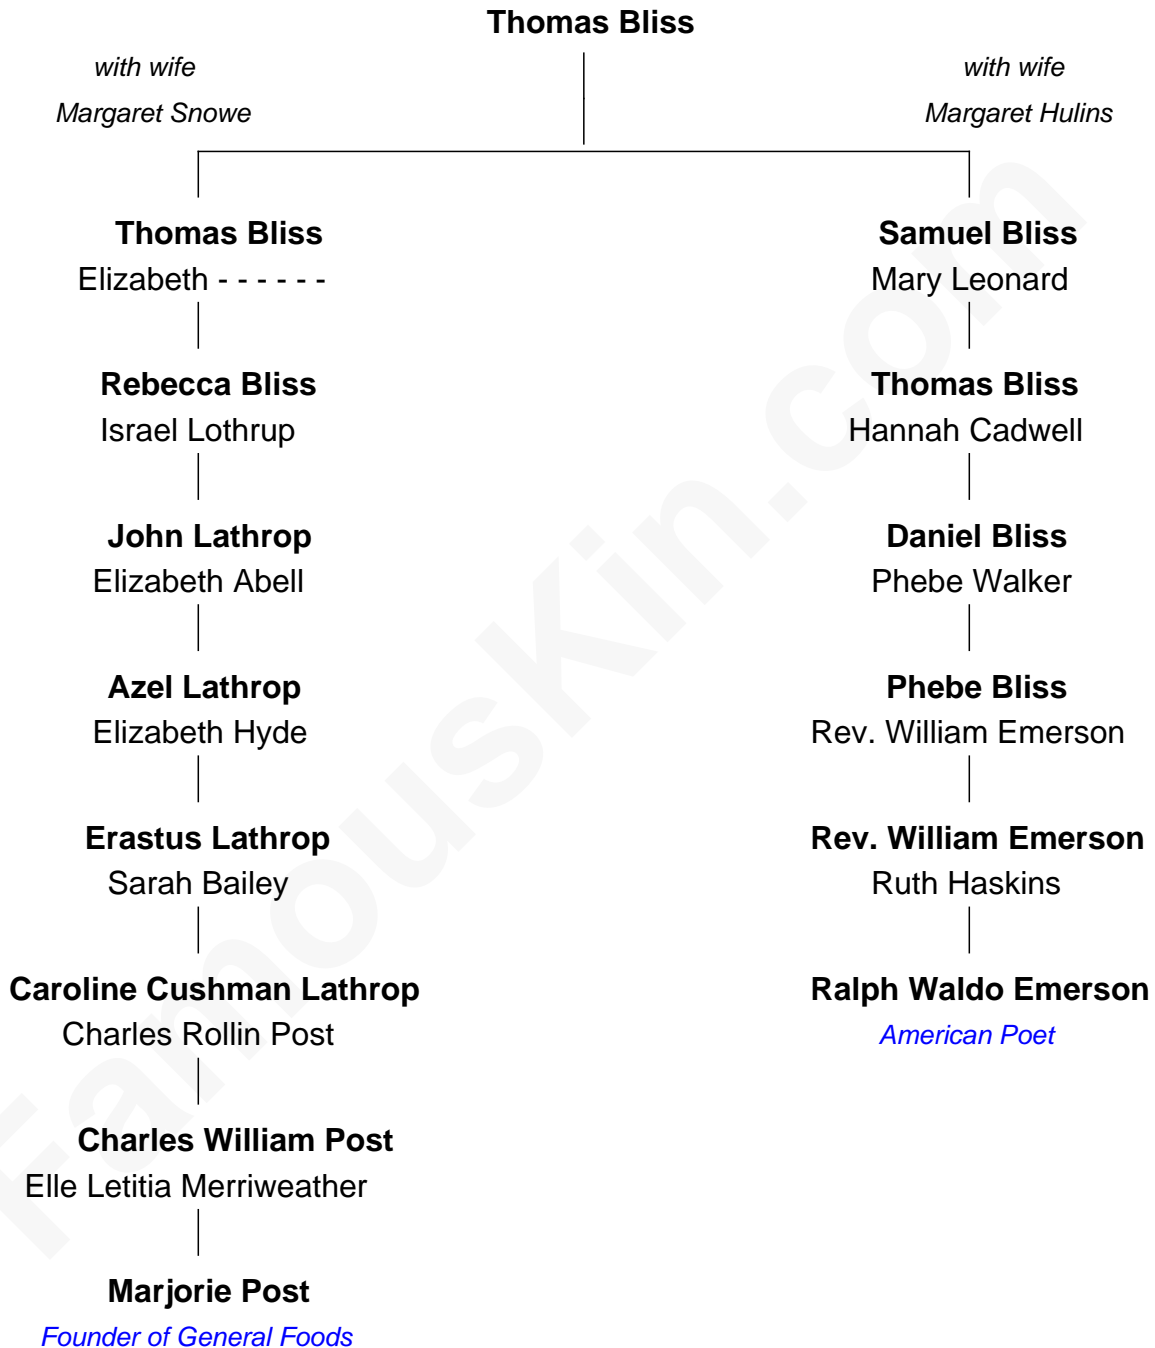 Thomas Bliss
with wife
Margaret Snowe
with wife
Margaret Hulins
Thomas Bliss
Elizabeth - - - - - -
Rebecca Bliss
Israel Lothrup
John Lathrop
Elizabeth Abell
Azel Lathrop
Elizabeth Hyde
Erastus Lathrop
Sarah Bailey
Caroline Cushman Lathrop
Charles Rollin Post
Charles William Post
Elle Letitia Merriweather
Marjorie Post
Founder of General Foods
Samuel Bliss
Mary Leonard
Thomas Bliss
Hannah Cadwell
Daniel Bliss
Phebe Walker
Phebe Bliss
Rev. William Emerson
Rev. William Emerson
Ruth Haskins
Ralph Waldo Emerson
American Poet
FamousKin.com